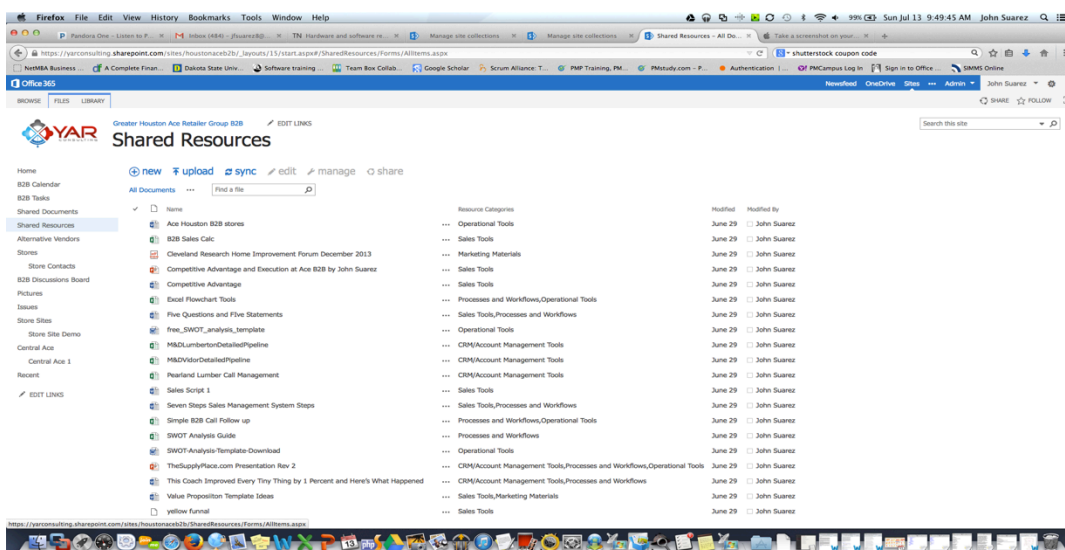 Firefox File Edit View History Bookmarks Tools Window Help 99% Sun Jul 13 9:49:45 AM John Suarez
Pandora One – Listen to P... Inbox (484) – jfsuarez8@... TN Hardware and software re... Manage site collections Manage site collections Shared Resources – All Do... Take a screenshot on your...
https://yarconsulting.sharepoint.com/sites/houstonaceb2b/_layouts/15/start.aspx#/SharedResources/Forms/AllItems.aspx shutterstock coupon code
NetMBA Business ... A Complete Finan... Dakota State Univ... Software training ... Team Box Collab... Google Scholar Scrum Alliance: T... PMP Training, PM... PMstudy.com – P... Authentication | ... PMCampus Log In Sign in to Office ... SIMMS Online
Office 365 Newsfeed OneDrive Sites ... Admin John Suarez
BROWSE FILES LIBRARY SHARE FOLLOW
YAR
Greater Houston Ace Retailer Group B2B EDIT LINKS
Shared Resources
Search this site
Home
B2B Calendar
B2B Tasks
Shared Documents
Shared Resources
Alternative Vendors
Stores
Store Contacts
B2B Discussions Board
Pictures
Issues
Store Sites
Store Site Demo
Central Ace
Central Ace 1
Recent
EDIT LINKS
new upload sync edit manage share
All Documents ... Find a file
Name Resource Categories Modified Modified By
Ace Houston B2B stores ... Operational Tools June 29 John Suarez
B2B Sales Calc ... Sales Tools June 29 John Suarez
Cleveland Research Home Improvement Forum December 2013 ... Marketing Materials June 29 John Suarez
Competitive Advantage and Execution at Ace B2B by John Suarez ... Sales Tools June 29 John Suarez
Competitive Advantage ... Sales Tools June 29 John Suarez
Excel Flowchart Tools ... Processes and Workflows,Operational Tools June 29 John Suarez
Five Questions and FIve Statements ... Sales Tools,Processes and Workflows June 29 John Suarez
free_SWOT_analysis_template ... Operational Tools June 29 John Suarez
M&DLumbertonDetailedPipeline ... CRM/Account Management Tools June 29 John Suarez
M&DVidorDetailedPipeline ... CRM/Account Management Tools June 29 John Suarez
Pearland Lumber Call Management ... CRM/Account Management Tools June 29 John Suarez
Sales Script 1 ... Sales Tools June 29 John Suarez
Seven Steps Sales Management System Steps ... Sales Tools,Processes and Workflows June 29 John Suarez
Simple B2B Call Follow up ... Processes and Workflows,Operational Tools June 29 John Suarez
SWOT Analysis Guide ... Processes and Workflows June 29 John Suarez
SWOT-Analysis-Template-Download ... Operational Tools June 29 John Suarez
TheSupplyPlace.com Presentation Rev 2 ... CRM/Account Management Tools,Processes and Workflows,Operational Tools June 29 John Suarez
This Coach Improved Every Tiny Thing by 1 Percent and Here's What Happened ... CRM/Account Management Tools,Processes and Workflows June 29 John Suarez
Value Proposiiton Template Ideas ... Sales Tools,Marketing Materials June 29 John Suarez
yellow funnal ... Sales Tools June 29 John Suarez
https://yarconsulting.sharepoint.com/sites/houstonaceb2b/SharedResources/Forms/AllItems.aspx